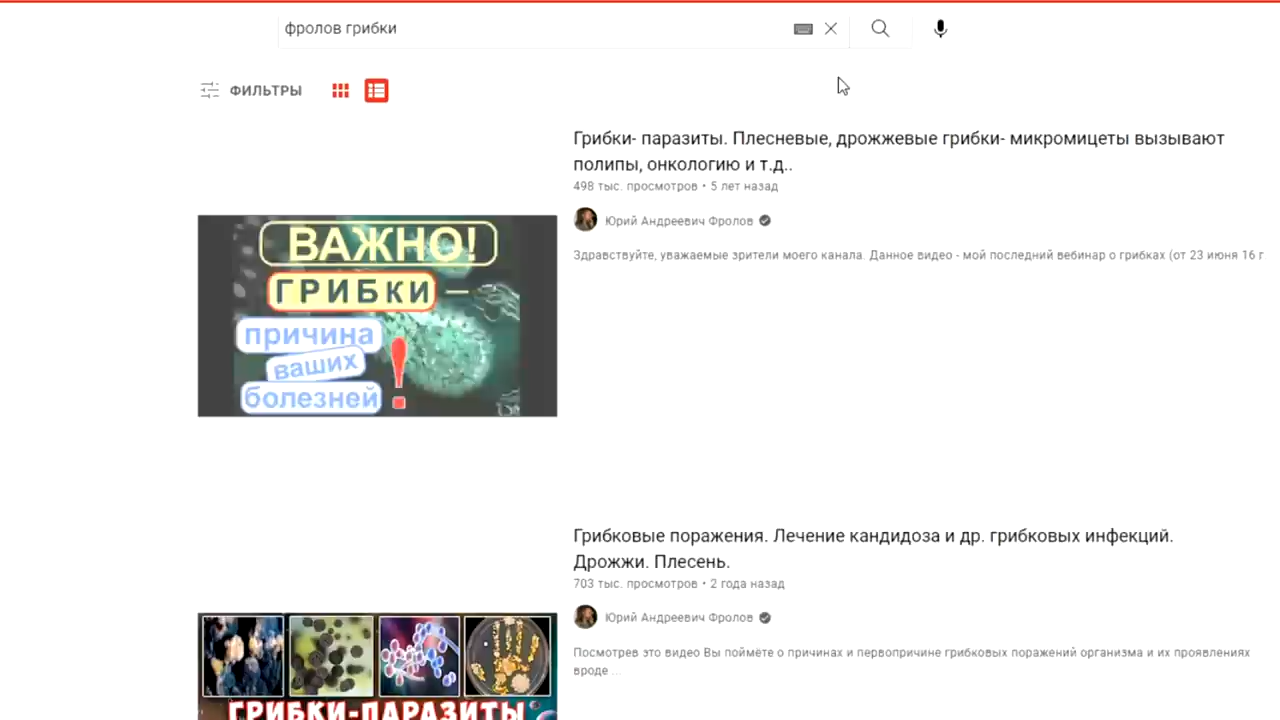 фролов грибки
ФИЛЬТРЫ
Грибки- паразиты. Плесневые, дрожжевые грибки- микромицеты вызывают
полипы, онкологию и т.д..
498 тыс. просмотров • 5 лет назад
Юрий Андреевич Фролов
Здравствуйте, уважаемые зрители моего канала. Данное видео - мой последний вебинар о грибках (от 23 июня 16 г
ВАЖНО!
ГРИБКИ —
причина
ваших
болезней !
Грибковые поражения. Лечение кандидоза и др. грибковых инфекций.
Дрожжи. Плесень.
703 тыс. просмотров • 2 года назад
Юрий Андреевич Фролов
Посмотрев это видео Вы поймёте о причинах и первопричине грибковых поражений организма и их проявлениях
вроде ...
ГРИБКИ-ПАРАЗИТЫ